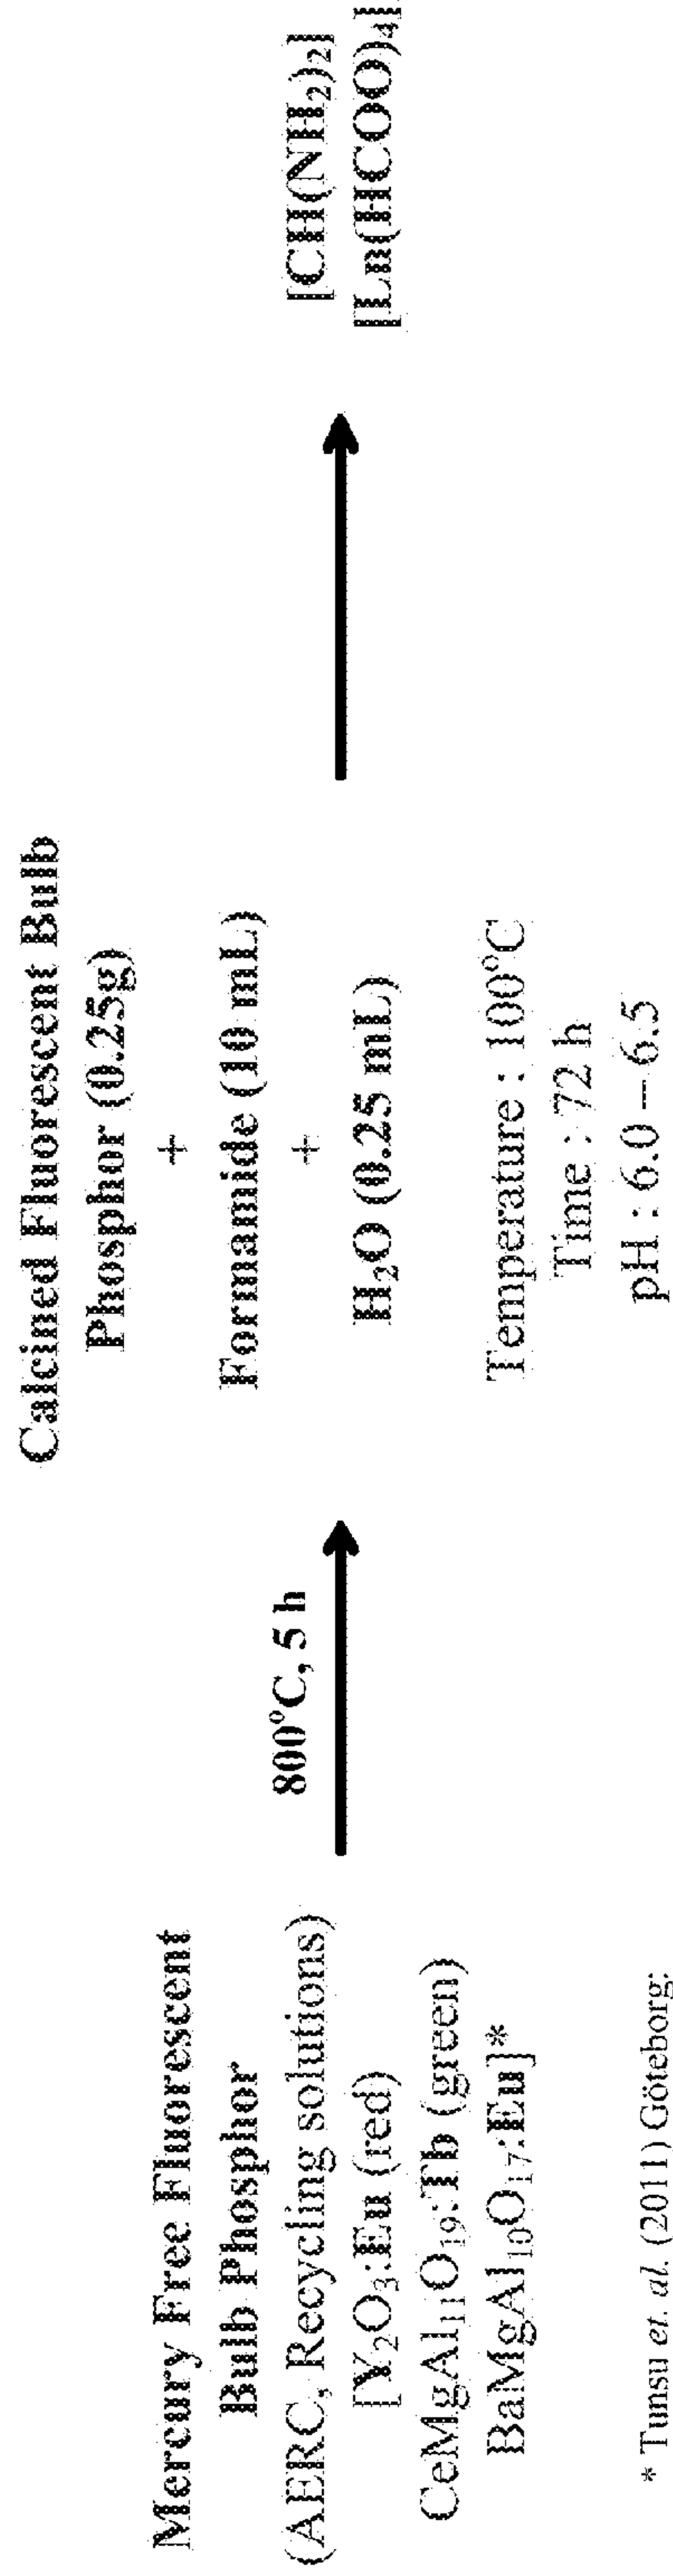 Mercury Free Fluorescent
Bulb Phosphor
(AERC, Recycling solutions)
[Y₂O₃:Eu (red)
CeMgAl₁₁O₁₉:Tb (green)
BaMgAl₁₀O₁₇:Eu]*
* Tunsu et. al. (2011) Göteborg:
800°C, 5 h
Calcined Fluorescent Bulb
Phosphor (0.25g)
+
Formamide (10 mL)
+
H₂O (0.25 mL)
Temperature : 100°C
Time : 72 h
pH : 6.0 – 6.5
[CH(NH₂)₂]
[Ln(HCOO)₄]